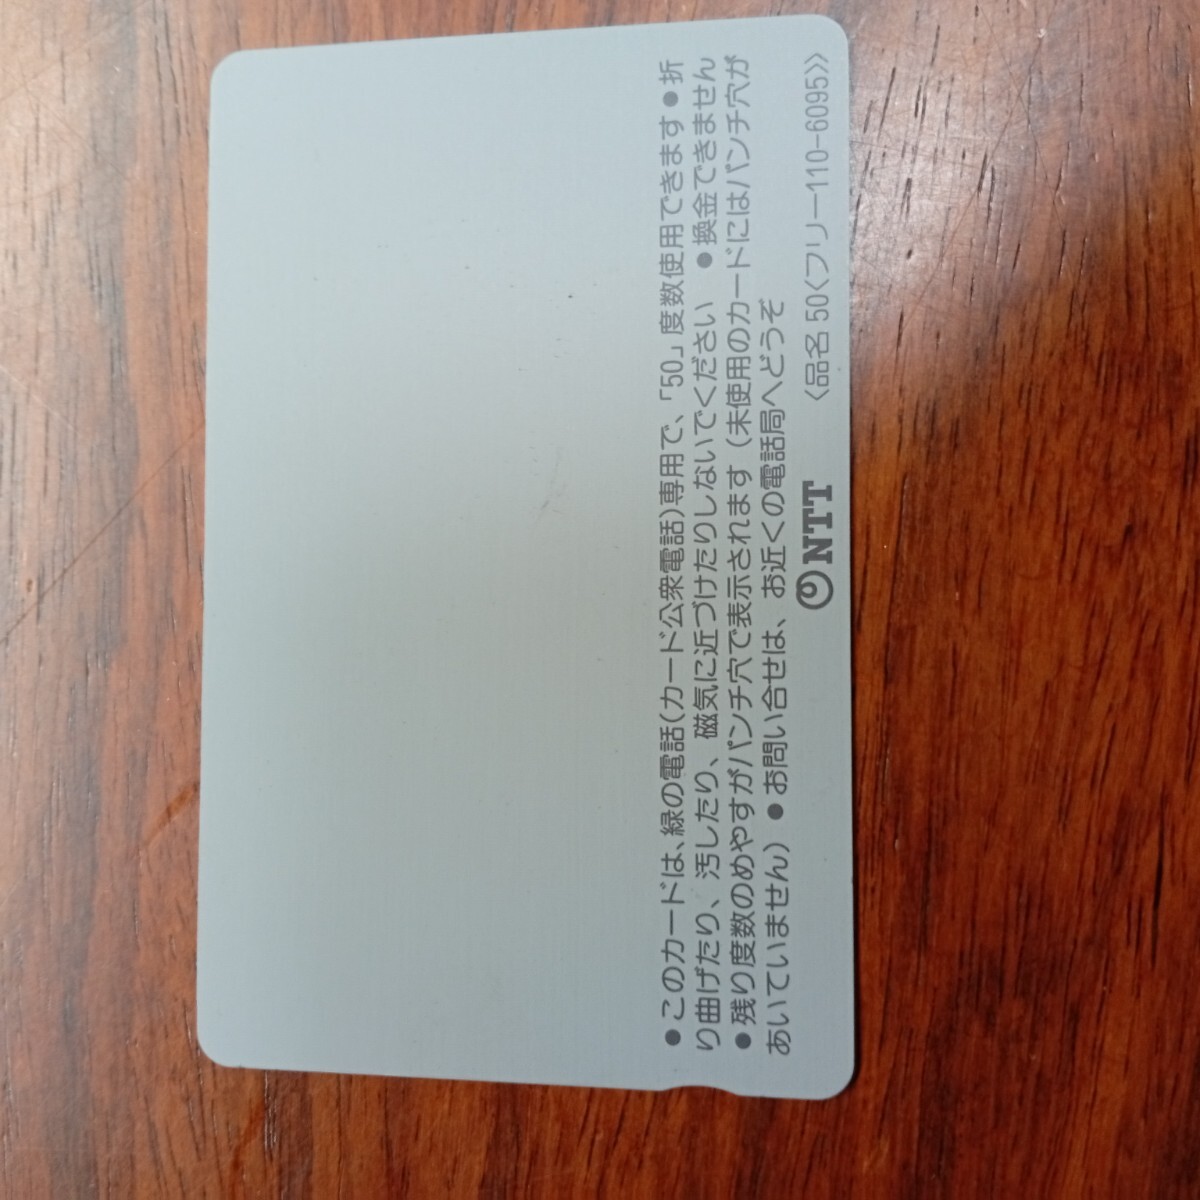 ●このカードは、緑の電話(カード公衆電話)専用で、「50」度数使用できます●折
り曲げたり、汚したり、磁気に近づけたりしないでください ●換金できません
●残り度数のめやすがパンチ穴で表示されます(未使用のカードにはパンチ穴が
あいていません)●お問い合せは、お近くの電話局へどうぞ
NTT 〈品名 50〈フリー110-6095》〉